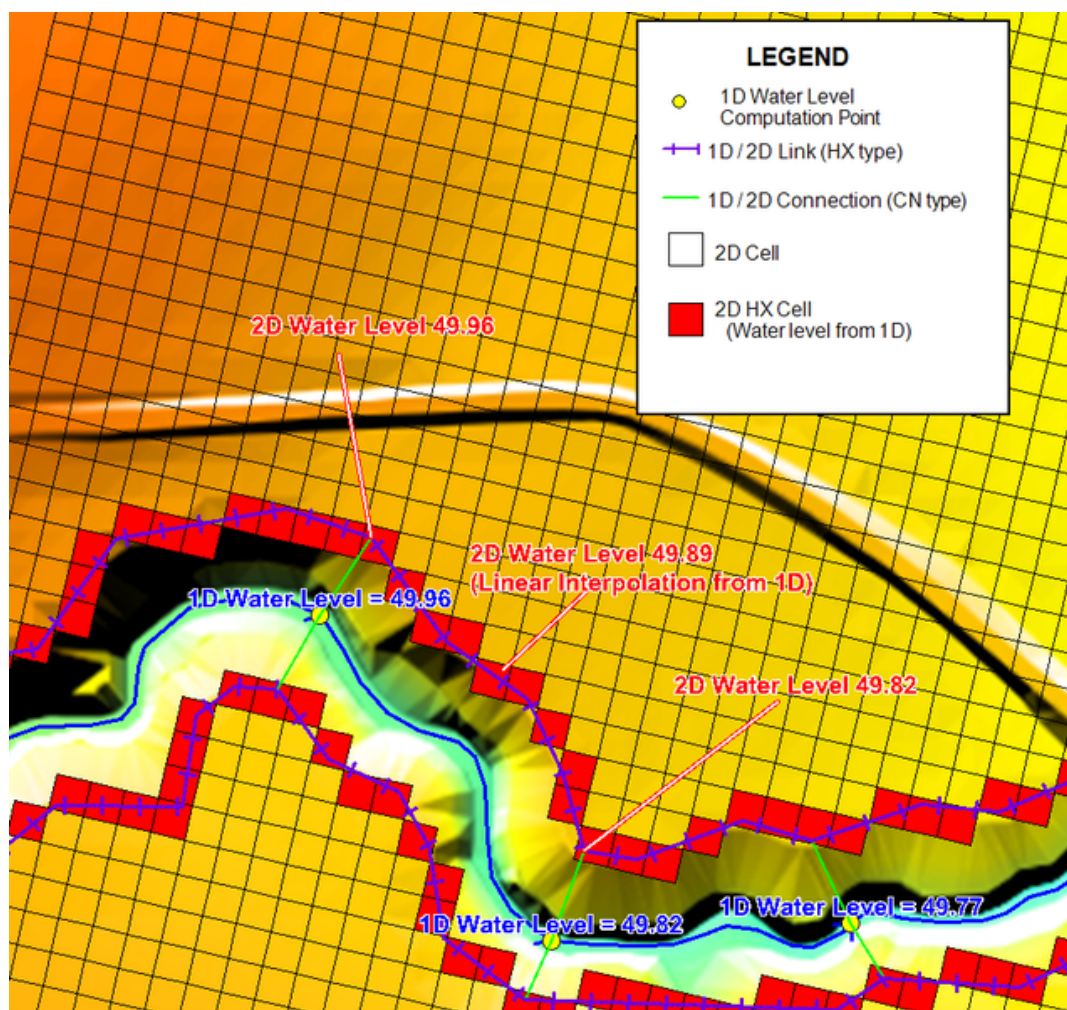 LEGEND
1D Water Level
Computation Point
1D / 2D Link (HX type)
1D / 2D Connection (CN type)
2D Cell
2D HX Cell
(Water level from 1D)
2D Water Level 49.96
2D Water Level 49.89
(Linear Interpolation from 1D)
1D Water Level = 49.96
2D Water Level 49.82
1D Water Level = 49.82
1D Water Level = 49.77